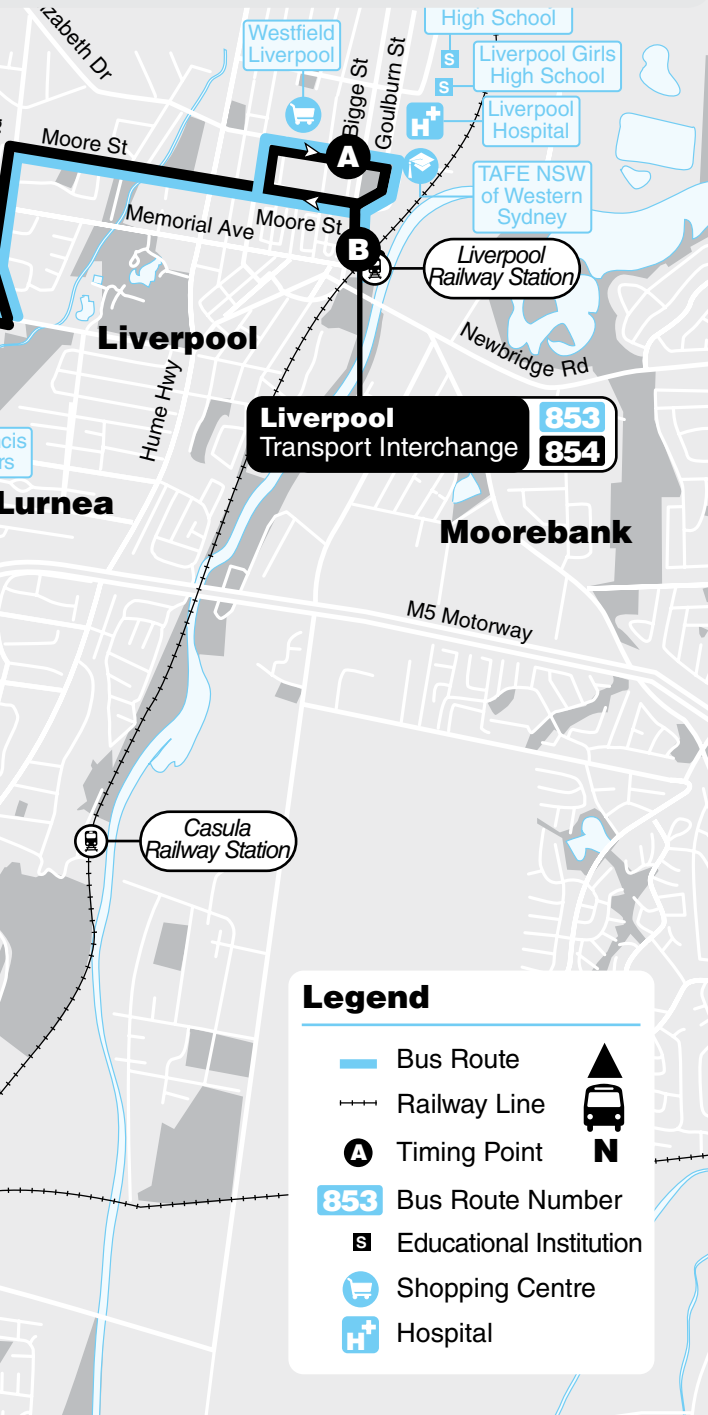 High School
Westfield
Liverpool
Bigge St
Goulburn St
S
Liverpool Girls
High School
S
Liverpool
Hospital
H
Moore St
A
TAFE NSW
of Western
Sydney
Memorial Ave
Moore St
B
Liverpool
Railway Station
Liverpool
Newbridge Rd
Hume Hwy
Liverpool
Transport Interchange
853
854
Lurnea
Moorebank
M5 Motorway
Casula
Railway Station
Legend
Bus Route
Railway Line
A
Timing Point
N
853
Bus Route Number
S
Educational Institution
Shopping Centre
H
Hospital